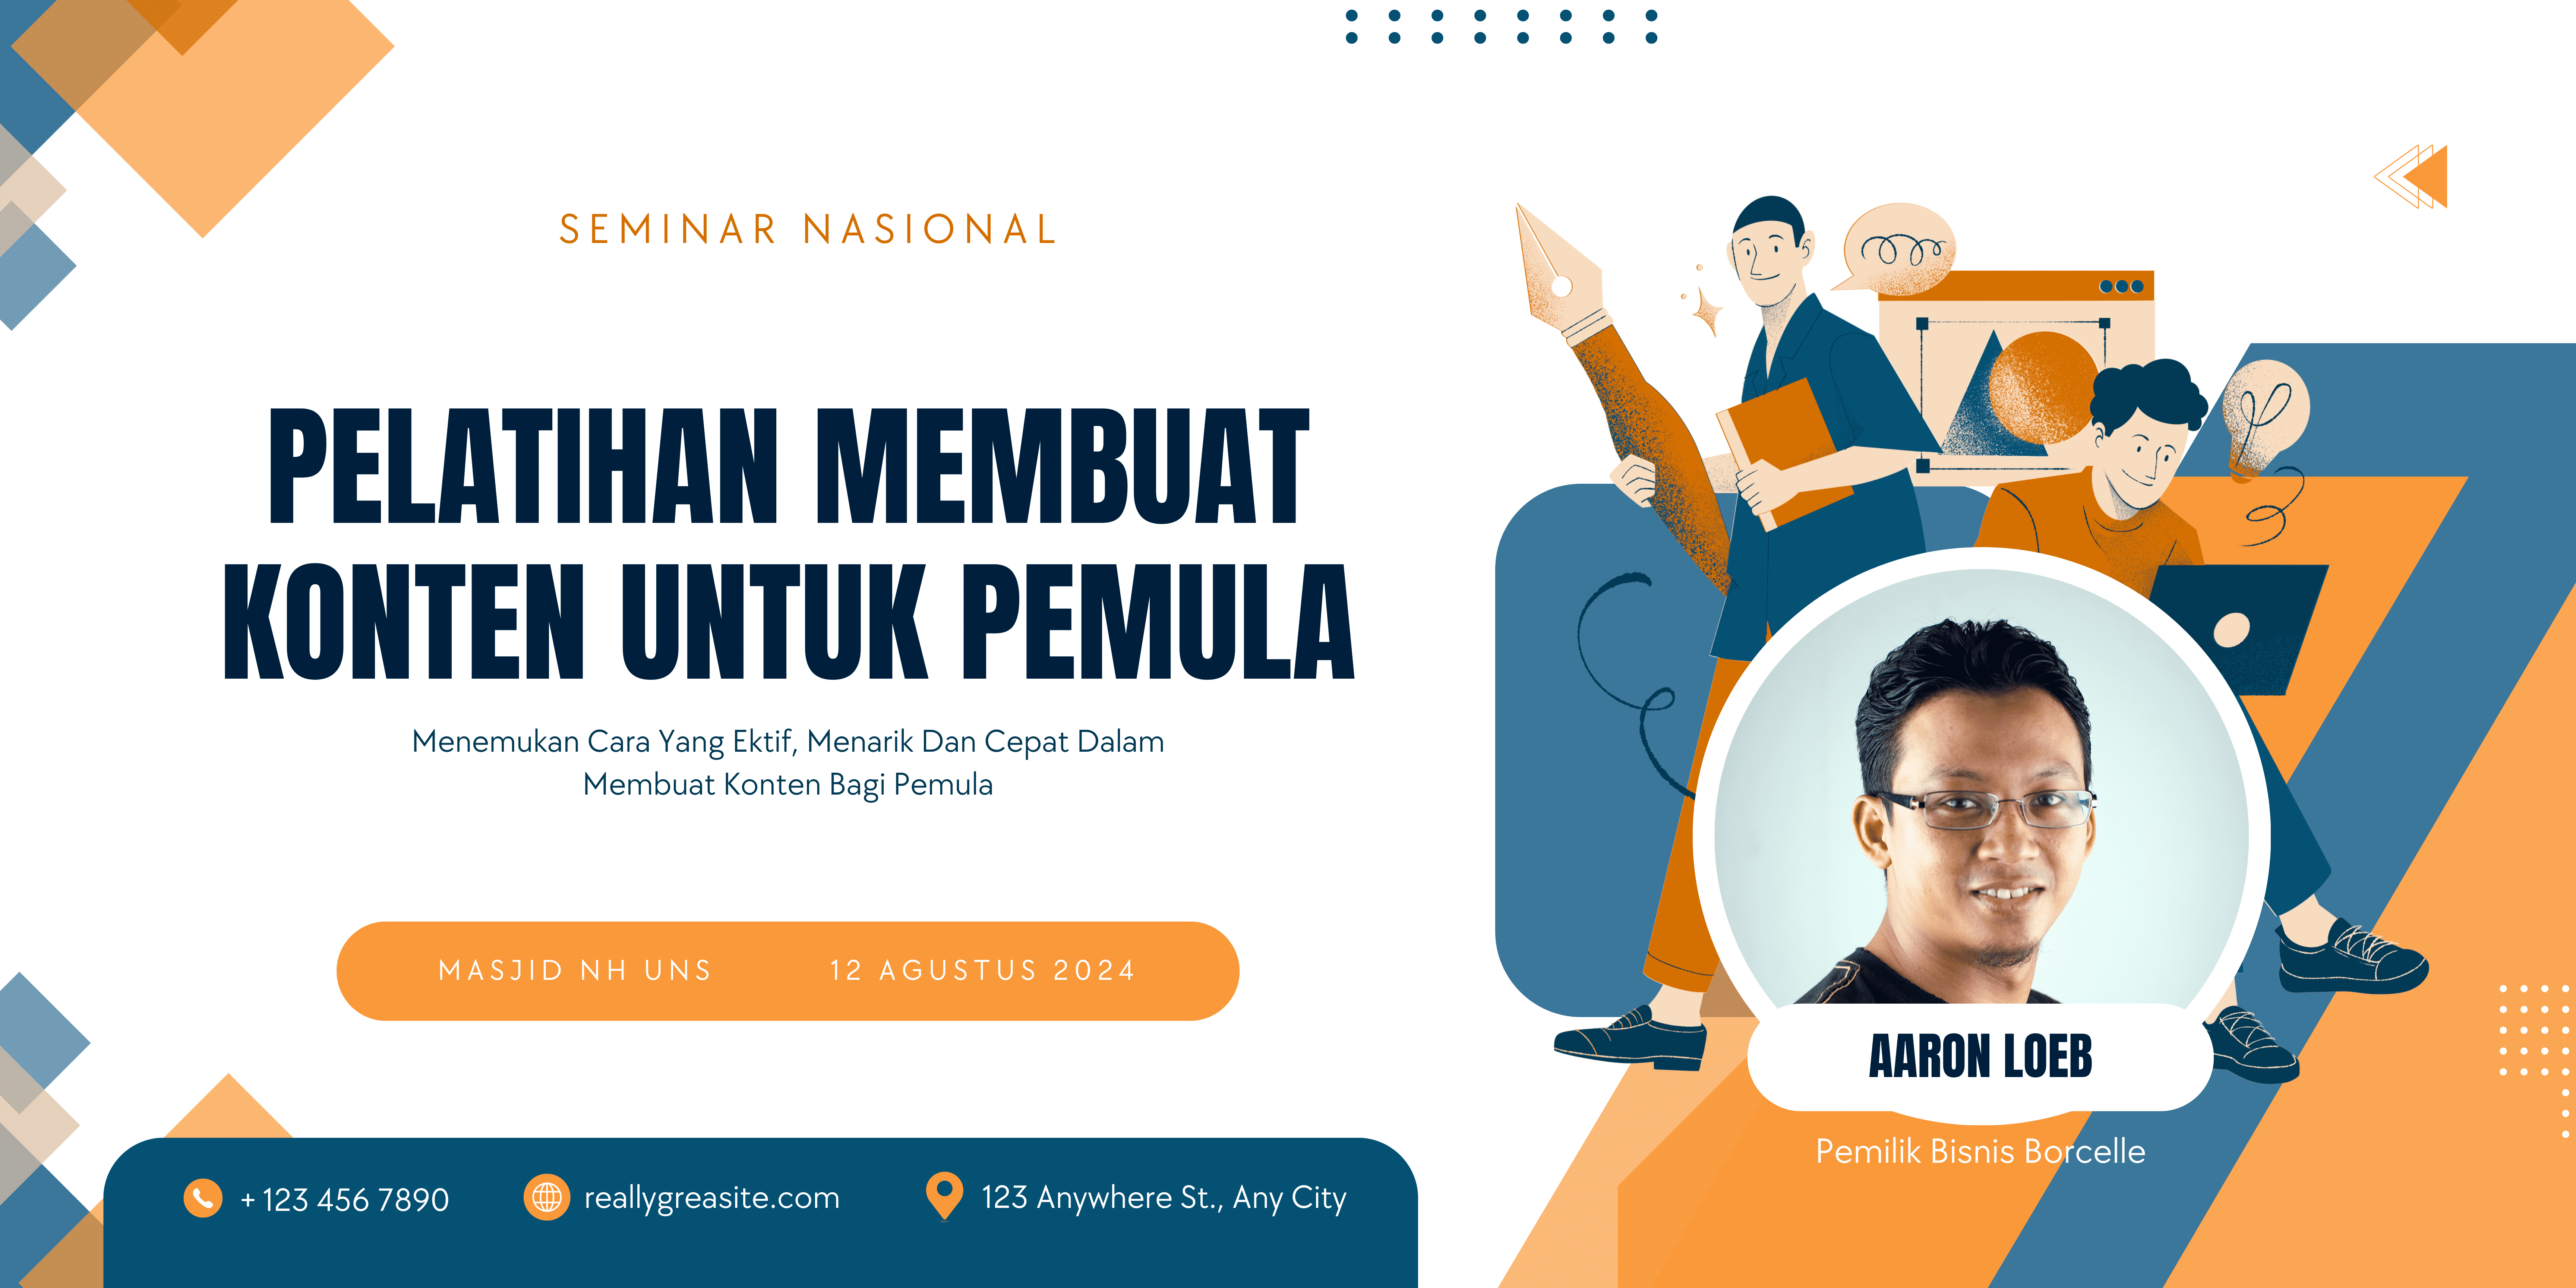 SEMINAR NASIONAL
PELATIHAN MEMBUAT
KONTEN UNTUK PEMULA
Menemukan Cara Yang Ektif, Menarik Dan Cepat Dalam
Membuat Konten Bagi Pemula
MASJID NH UNS
12 AGUSTUS 2024
+ 123 456 7890
reallygreasite.com
123 Anywhere St., Any City
AARON LOEB
Pemilik Bisnis Borcelle